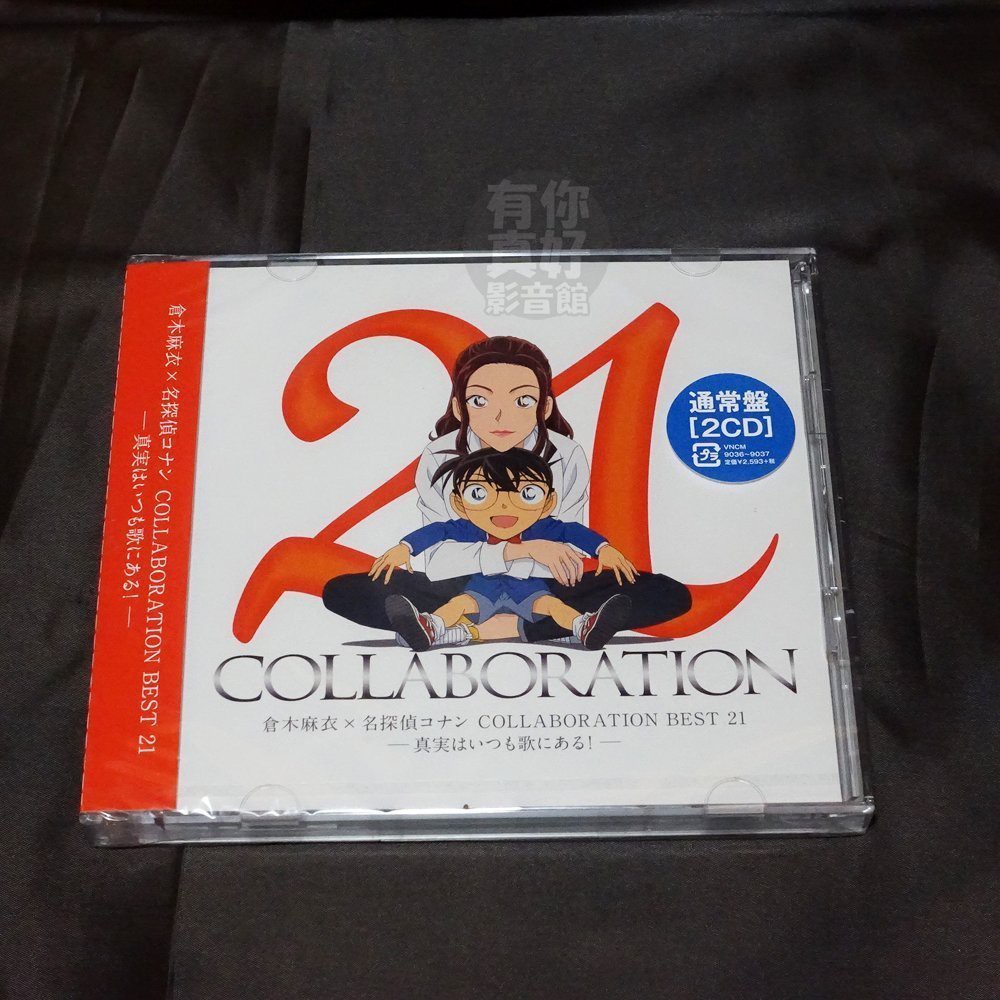 有你
真好
影音館
倉木麻衣×名探偵コナン COLLABORATION BEST 21
―真実はいつも歌にある!―
21
通常盤
[2CD]
プラ
VNCM
9036~9037
定価¥2,593+税
COLLABORATION
倉木麻衣×名探偵コナン COLLABORATION BEST 21
―真実はいつも歌にある!―